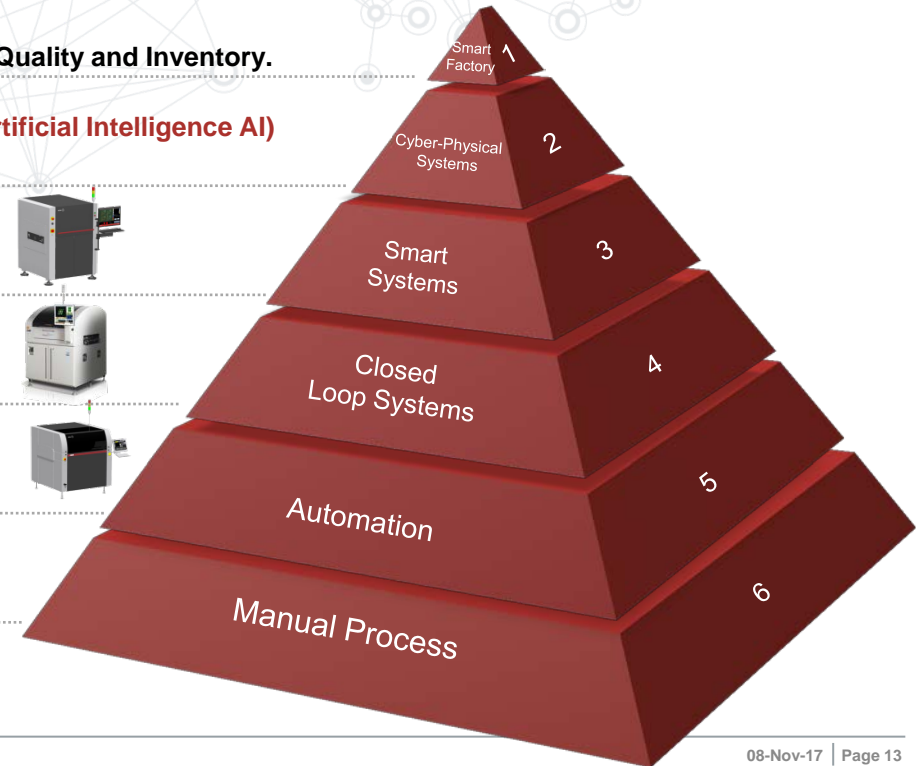 Quality and Inventory.
Smart
Factory
1
rtificial Intelligence AI)
Cyber-Physical
Systems
2
Smart
Systems
3
Closed
Loop Systems
4
Automation
5
Manual Process
6
08-Nov-17 | Page 13